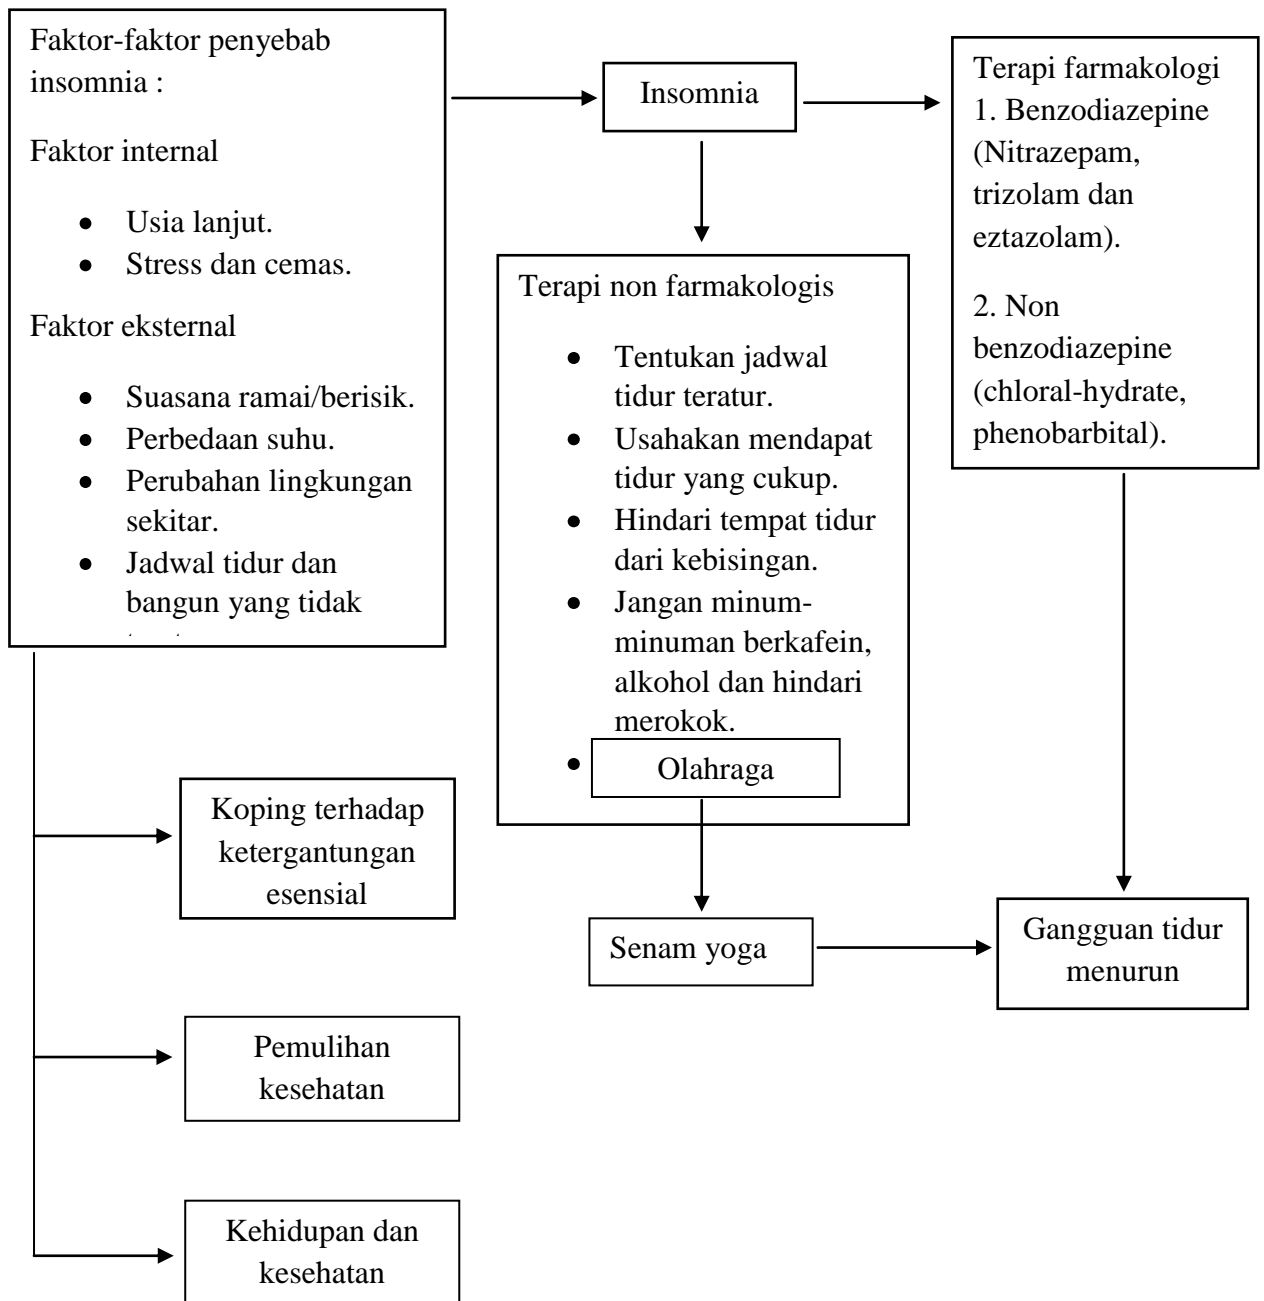 Faktor-faktor penyebab
insomnia :
Faktor internal
• Usia lanjut.
• Stress dan cemas.
Faktor eksternal
• Suasana ramai/berisik.
• Perbedaan suhu.
• Perubahan lingkungan
sekitar.
• Jadwal tidur dan
bangun yang tidak
Insomnia
Terapi farmakologi
1. Benzodiazepine
(Nitrazepam,
trizolam dan
eztazolam).
2. Non
benzodiazepine
(chloral-hydrate,
phenobarbital).
Terapi non farmakologis
• Tentukan jadwal
tidur teratur.
• Usahakan mendapat
tidur yang cukup.
• Hindari tempat tidur
dari kebisingan.
• Jangan minum-
minuman berkafein,
alkohol dan hindari
merokok.
• Olahraga
Koping terhadap
ketergantungan
esensial
Senam yoga
Gangguan tidur
menurun
Pemulihan
kesehatan
Kehidupan dan
kesehatan